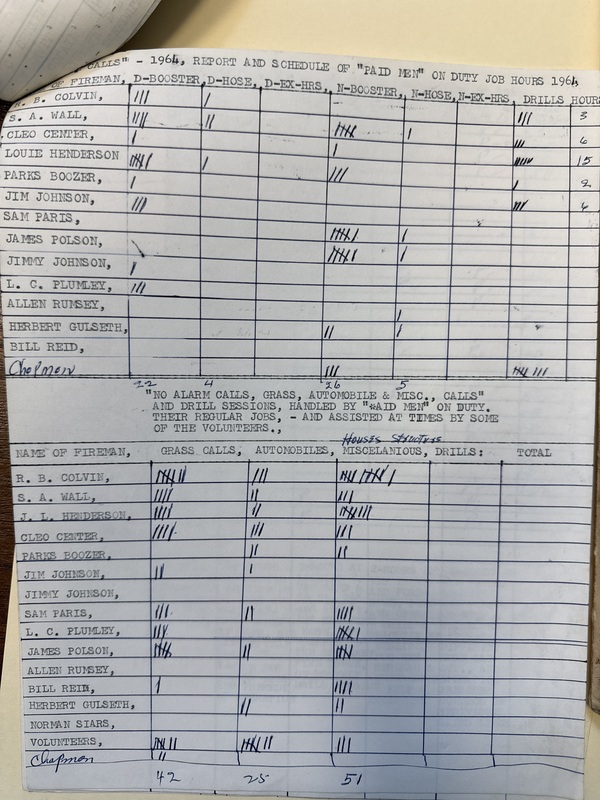 CALLS" - 1964, REPORT AND SCHEDULE OF "PAID MEN" ON DUTY JOB HOURS 1964
OF FIREMAN, D-BOOSTER, D-HOSE, D-EX-HRS, N-BOOSTER, N-HOSE, N-EX-HRS, DRILLS HOURS
R. B. COLVIN, 3
S. A. WALL,
CLEO CENTER, 6
LOUIE HENDERSON 15
PARKS BOOZER, 2
JIM JOHNSON, 4
SAM PARIS,
JAMES POLSON,
JIMMY JOHNSON,
L. C. PLUMLEY,
ALLEN RUMSEY,
HERBERT GULSETH,
BILL REID,
Chapman
22 4 26 5
"NO ALARM CALLS, GRASS, AUTOMOBILE & MISC., CALLS"
AND DRILL SESSIONS, HANDLED BY "PAID MEN" ON DUTY.
THEIR REGULAR JOBS, - AND ASSISTED AT TIMES BY SOME
OF THE VOLUNTEERS.,
Houses Structure
NAME OF FIREMAN, GRASS CALLS, AUTOMOBILES, MISCELANIOUS, DRILLS: TOTAL
R. B. COLVIN,
S. A. WALL,
J. L. HENDERSON,
CLEO CENTER,
PARKS BOOZER,
JIM JOHNSON,
JIMMY JOHNSON,
SAM PARIS,
L. C. PLUMLEY,
JAMES POLSON,
ALLEN RUMSEY,
BILL REID,
HERBERT GULSETH,
NORMAN SIARS,
VOLUNTEERS,
Chapman
42 25 51